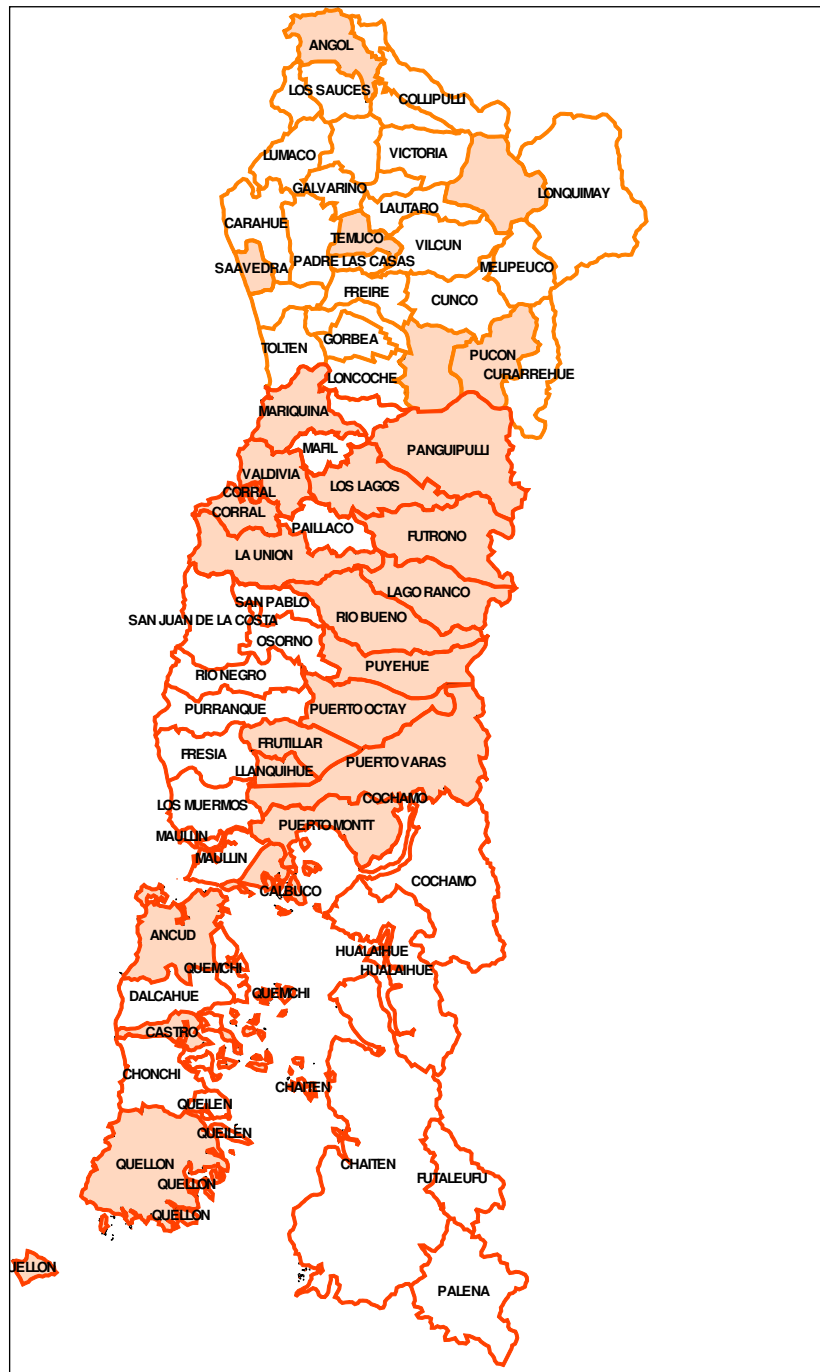 ANGOL
LOS SAUCES
COLLIPULLI
LUMACO
VICTORIA
GALVARINO
LONQUIMAY
LAUTARO
CARAHUE
TEMUCO
VILCUN
PADRE LAS CASAS
SAAVEDRA
MELIPEUCO
FREIRE
CUNCO
GORBEA
TOLTEN
PUCON
LONCOCHE
CURARREHUE
MARIQUINA
MAFIL
PANGUIPULLI
VALDIVIA
LOS LAGOS
CORRAL
CORRAL
PAILLACO
FUTRONO
LA UNION
LAGO RANCO
SAN PABLO
SAN JUAN DE LA COSTA
RIO BUENO
OSORNO
PUYEHUE
RIO NEGRO
PURRANQUE
PUERTO OCTAY
FRUTILLAR
FRESIA
PUERTO VARAS
LLANQUIHUE
COCHAMO
LOS MUERMOS
PUERTO MONTT
MAULLIN
MAULLIN
COCHAMO
CALBUCO
ANCUD
HUALAIHUE
QUEMCHI
HUALAIHUE
QUEMCHI
DALCAHUE
CASTRO
CHONCHI
CHAITEN
QUEILEN
QUEILEN
QUELLON
CHAITEN
FUTALEUFU
QUELLON
QUELLON
JELLON
PALENA